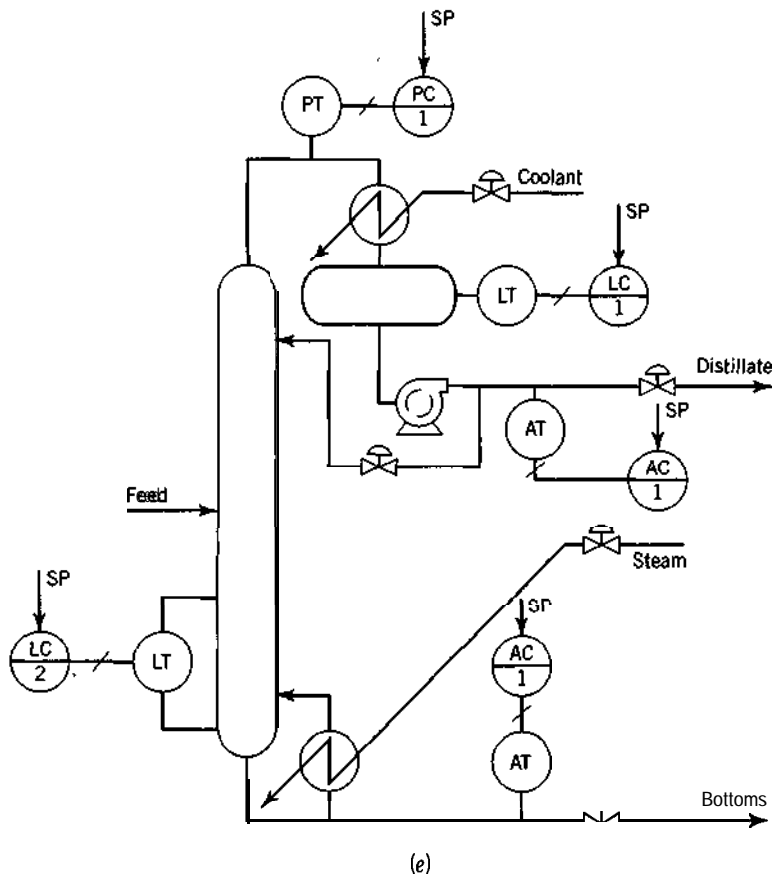 SP
PT
PC
1
Coolant
SP
LT
LC
1
Distillate
SP
AT
AC
1
Feed
Steam
SP
SP
LC
2
LT
AC
1
AT
Bottoms
(e)